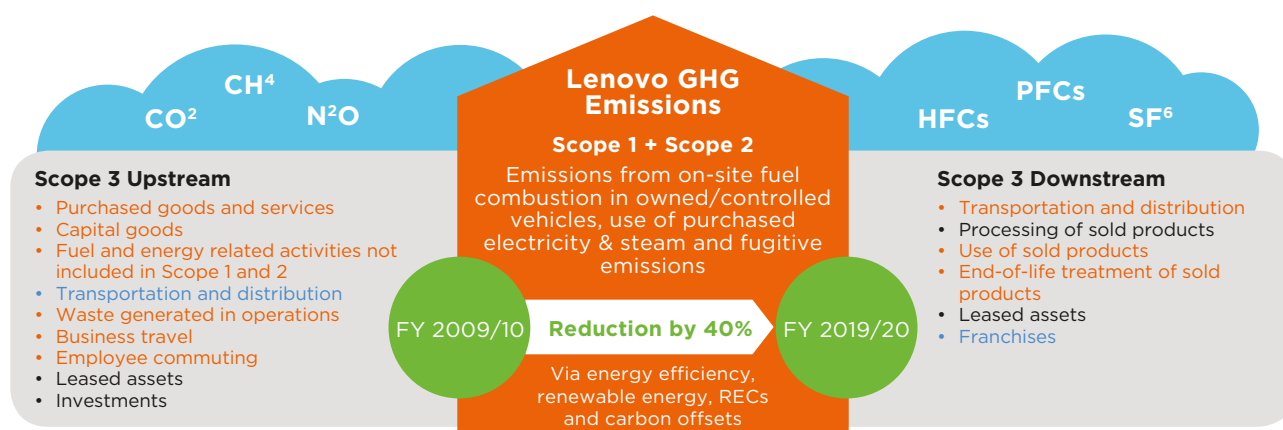 CO²
CH⁴
N²O
Lenovo GHG
Emissions
HFCs
PFCs
SF⁶
Scope 3 Upstream
• Purchased goods and services
• Capital goods
• Fuel and energy related activities not
included in Scope 1 and 2
• Transportation and distribution
• Waste generated in operations
• Business travel
• Employee commuting
• Leased assets
• Investments
Scope 1 + Scope 2
Emissions from on-site fuel
combustion in owned/controlled
vehicles, use of purchased
electricity & steam and fugitive
emissions
FY 2009/10
Reduction by 40%
FY 2019/20
Via energy efficiency,
renewable energy, RECs
and carbon offsets
Scope 3 Downstream
• Transportation and distribution
• Processing of sold products
• Use of sold products
• End-of-life treatment of sold
products
• Leased assets
• Franchises